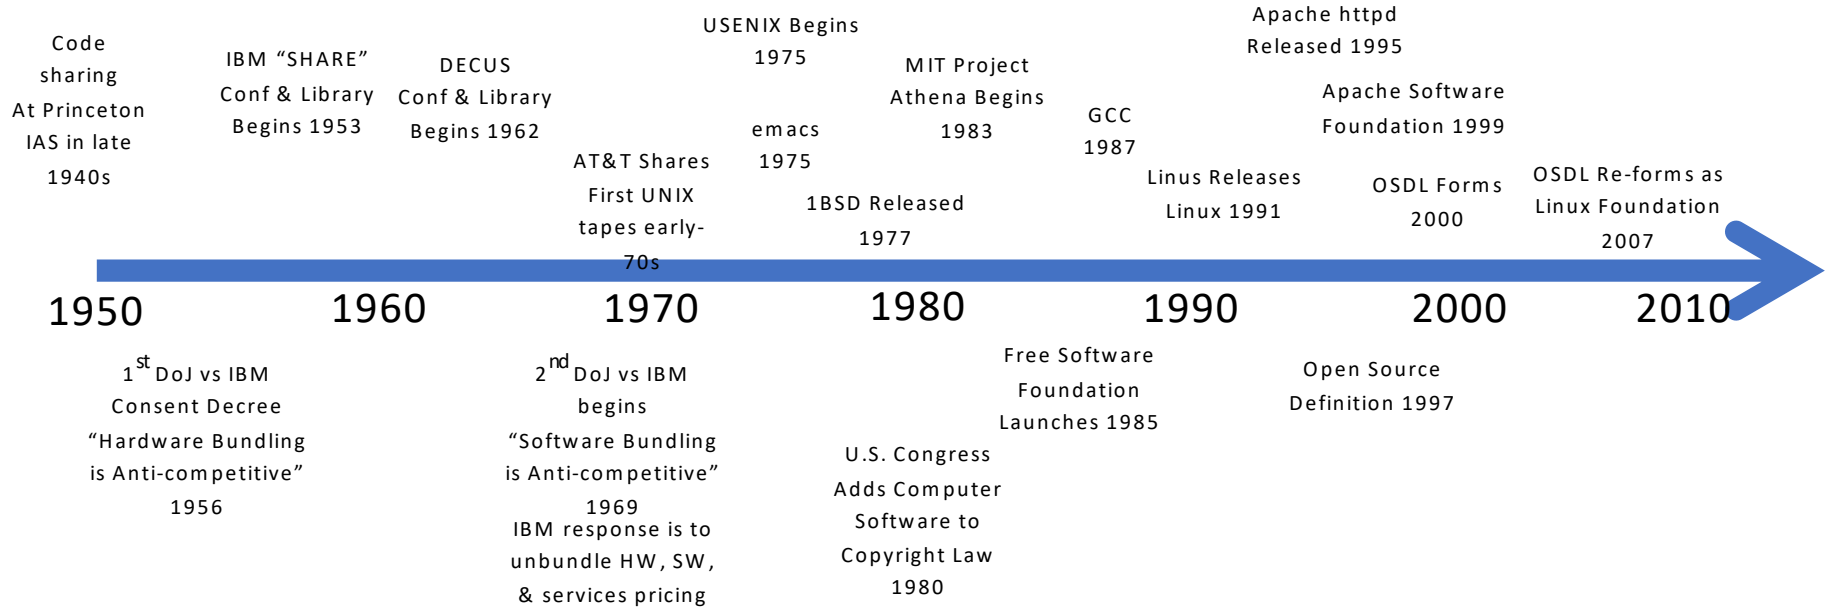 Code
sharing
At Princeton
IAS in late
1940s
IBM “SHARE”
Conf & Library
Begins 1953
DECUS
Conf & Library
Begins 1962
AT&T Shares
First UNIX
tapes early-
70s
USENIX Begins
1975
emacs
1975
1BSD Released
1977
MIT Project
Athena Begins
1983
GCC
1987
Linus Releases
Linux 1991
Apache httpd
Released 1995
Apache Software
Foundation 1999
OSDL Forms
2000
OSDL Re-forms as
Linux Foundation
2007
1950 1960 1970 1980 1990 2000 2010
1st DoJ vs IBM
Consent Decree
“Hardware Bundling
is Anti-competitive”
1956
2nd DoJ vs IBM
begins
“Software Bundling
is Anti-competitive”
1969
IBM response is to
unbundle HW, SW,
& services pricing
U.S. Congress
Adds Computer
Software to
Copyright Law
1980
Free Software
Foundation
Launches 1985
Open Source
Definition 1997